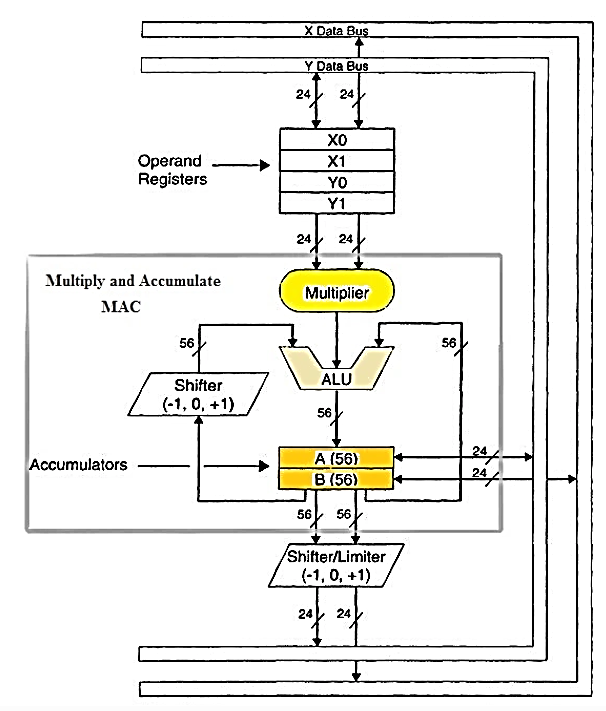 X Data Bus
Y Data Bus
24
24
X0
X1
Y0
Y1
Operand
Registers
24
24
Multiply and Accumulate
MAC
Multiplier
56
56
ALU
Shifter
(-1, 0, +1)
56
A (56)
B (56)
Accumulators
24
24
56
56
Shifter/Limiter
(-1, 0, +1)
24
24